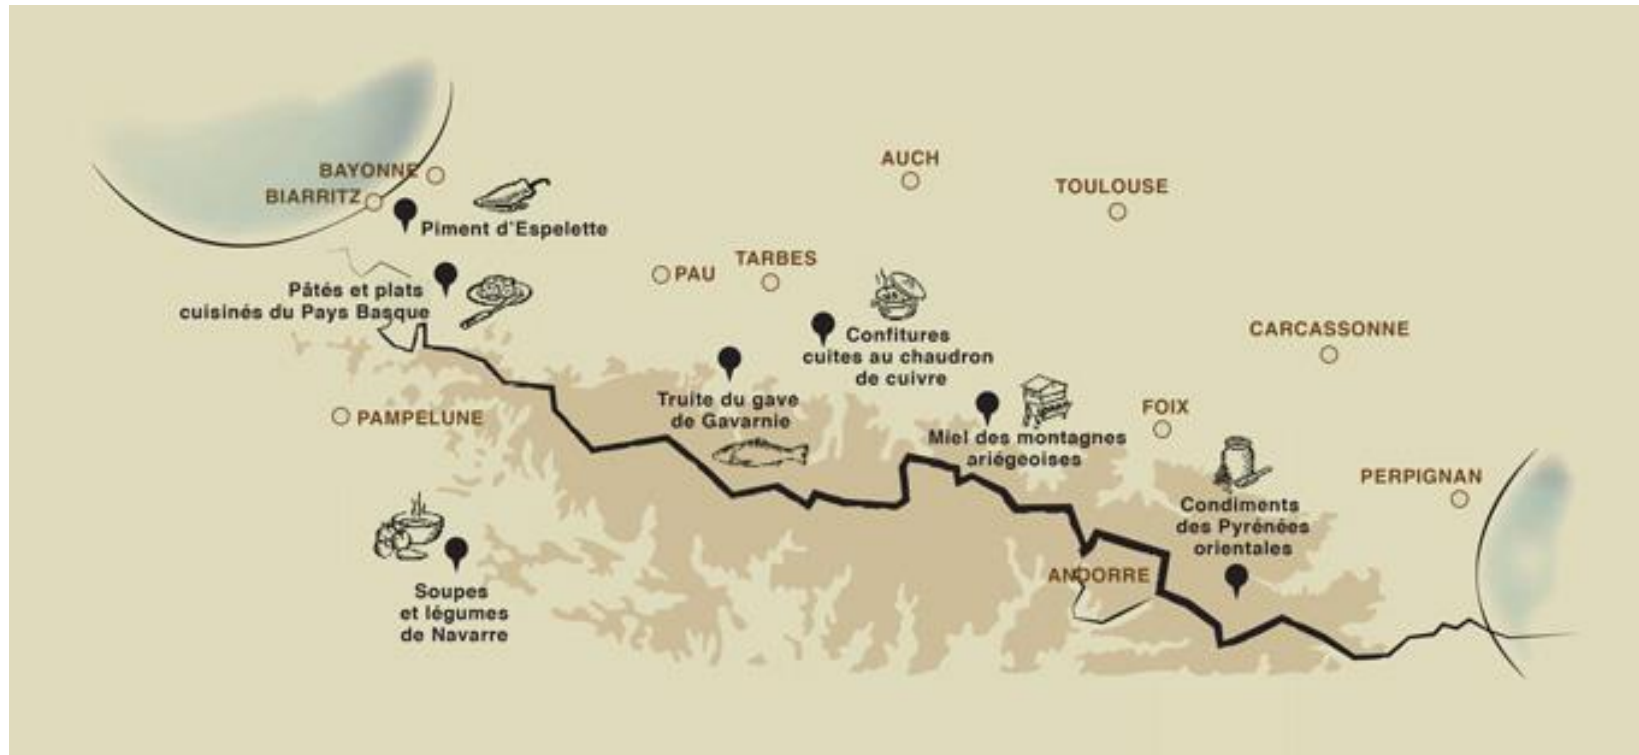 AUCH
BAYONNE
TOULOUSE
BIARRITZ
Piment d'Espelette
TARBES
PAU
Pâtés et plats
cuisinés du Pays Basque
Confitures
cuites au chaudron
de cuivre
CARCASSONNE
Truite du gave
de Gavarnie
PAMPELUNE
FOIX
Miel des montagnes
ariégeoises
PERPIGNAN
Condiments
des Pyrénées
orientales
ANDORRE
Soupes
et légumes
de Navarre